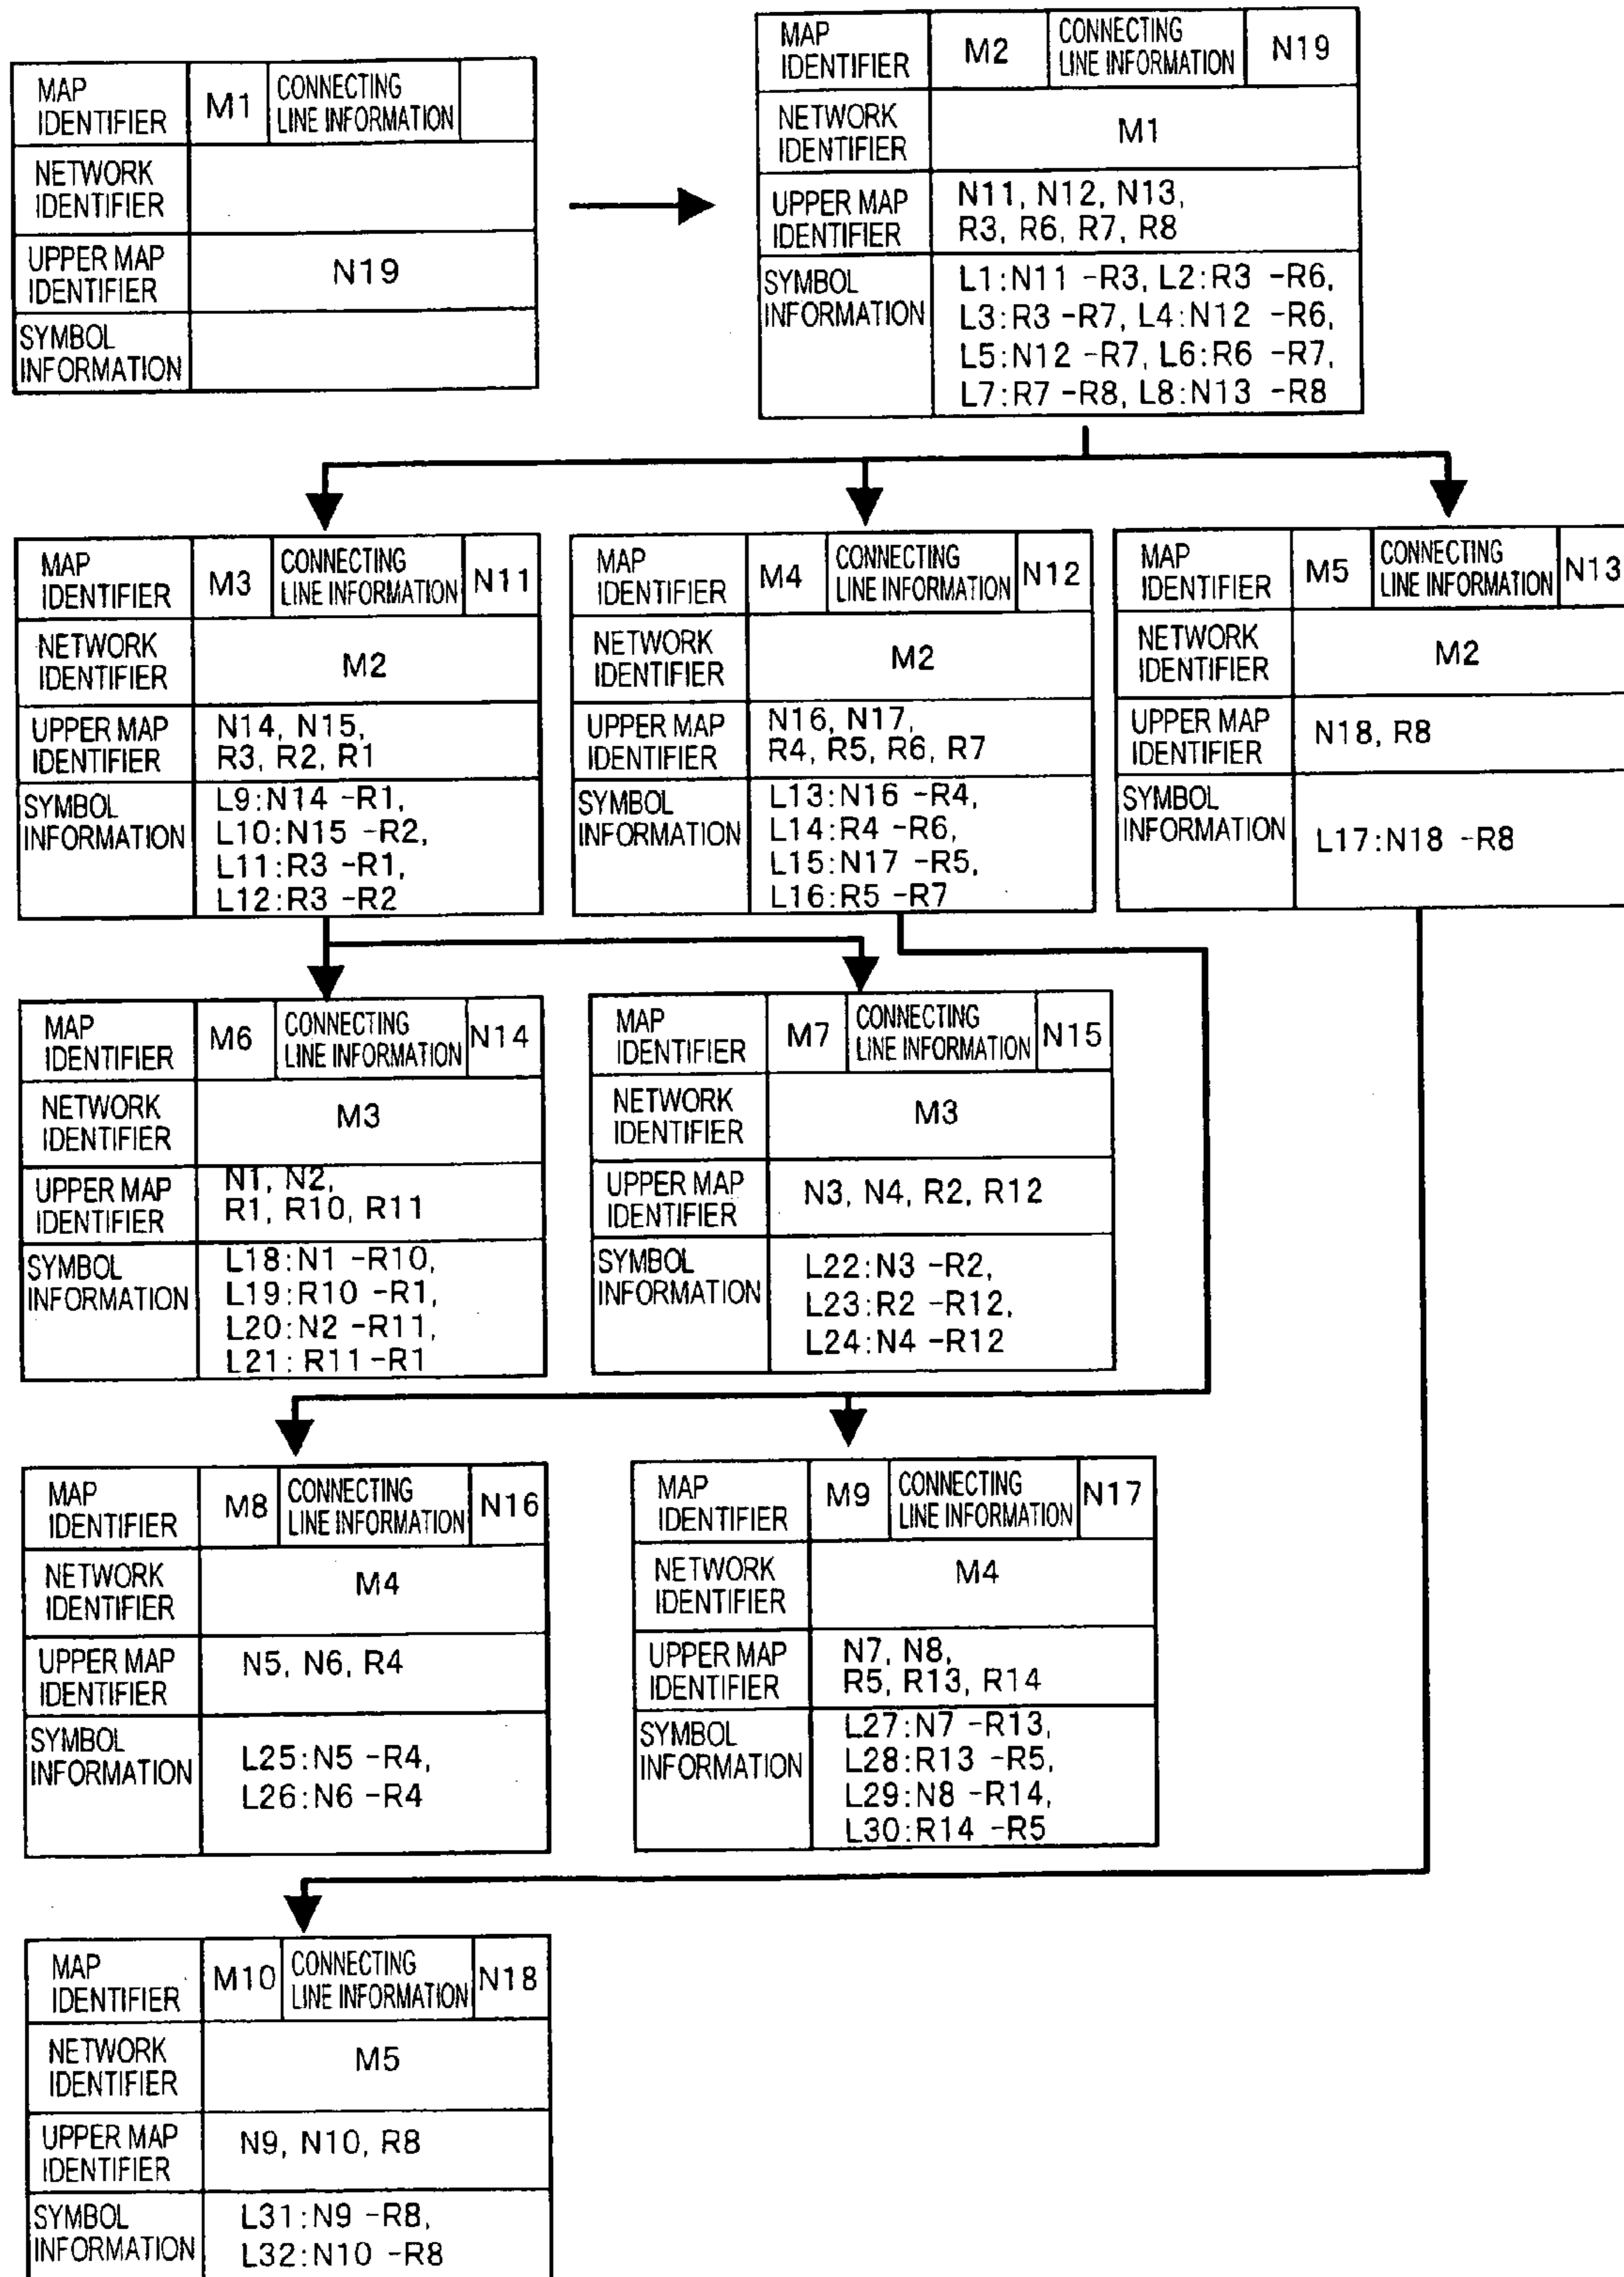 MAP IDENTIFIER M1 CONNECTING LINE INFORMATION
NETWORK IDENTIFIER
UPPER MAP IDENTIFIER N19
SYMBOL INFORMATION
MAP IDENTIFIER M2 CONNECTING LINE INFORMATION N19
NETWORK IDENTIFIER M1
UPPER MAP IDENTIFIER
N11, N12, N13,
R3, R6, R7, R8
SYMBOL INFORMATION
L1:N11 -R3, L2:R3 -R6,
L3:R3 -R7, L4:N12 -R6,
L5:N12 -R7, L6:R6 -R7,
L7:R7 -R8, L8:N13 -R8
MAP IDENTIFIER M3 CONNECTING LINE INFORMATION N11
NETWORK IDENTIFIER M2
UPPER MAP IDENTIFIER
N14, N15,
R3, R2, R1
SYMBOL INFORMATION
L9:N14 -R1,
L10:N15 -R2,
L11:R3 -R1,
L12:R3 -R2
MAP IDENTIFIER M4 CONNECTING LINE INFORMATION N12
NETWORK IDENTIFIER M2
UPPER MAP IDENTIFIER
N16, N17,
R4, R5, R6, R7
SYMBOL INFORMATION
L13:N16 -R4,
L14:R4 -R6,
L15:N17 -R5,
L16:R5 -R7
MAP IDENTIFIER M5 CONNECTING LINE INFORMATION N13
NETWORK IDENTIFIER M2
UPPER MAP IDENTIFIER N18, R8
SYMBOL INFORMATION
L17:N18 -R8
MAP IDENTIFIER M6 CONNECTING LINE INFORMATION N14
NETWORK IDENTIFIER M3
UPPER MAP IDENTIFIER
N1, N2,
R1, R10, R11
SYMBOL INFORMATION
L18:N1 -R10,
L19:R10 -R1,
L20:N2 -R11,
L21:R11 -R1
MAP IDENTIFIER M7 CONNECTING LINE INFORMATION N15
NETWORK IDENTIFIER M3
UPPER MAP IDENTIFIER N3, N4, R2, R12
SYMBOL INFORMATION
L22:N3 -R2,
L23:R2 -R12,
L24:N4 -R12
MAP IDENTIFIER M8 CONNECTING LINE INFORMATION N16
NETWORK IDENTIFIER M4
UPPER MAP IDENTIFIER N5, N6, R4
SYMBOL INFORMATION
L25:N5 -R4,
L26:N6 -R4
MAP IDENTIFIER M9 CONNECTING LINE INFORMATION N17
NETWORK IDENTIFIER M4
UPPER MAP IDENTIFIER
N7, N8,
R5, R13, R14
SYMBOL INFORMATION
L27:N7 -R13,
L28:R13 -R5,
L29:N8 -R14,
L30:R14 -R5
MAP IDENTIFIER M10 CONNECTING LINE INFORMATION N18
NETWORK IDENTIFIER M5
UPPER MAP IDENTIFIER N9, N10, R8
SYMBOL INFORMATION
L31:N9 -R8,
L32:N10 -R8